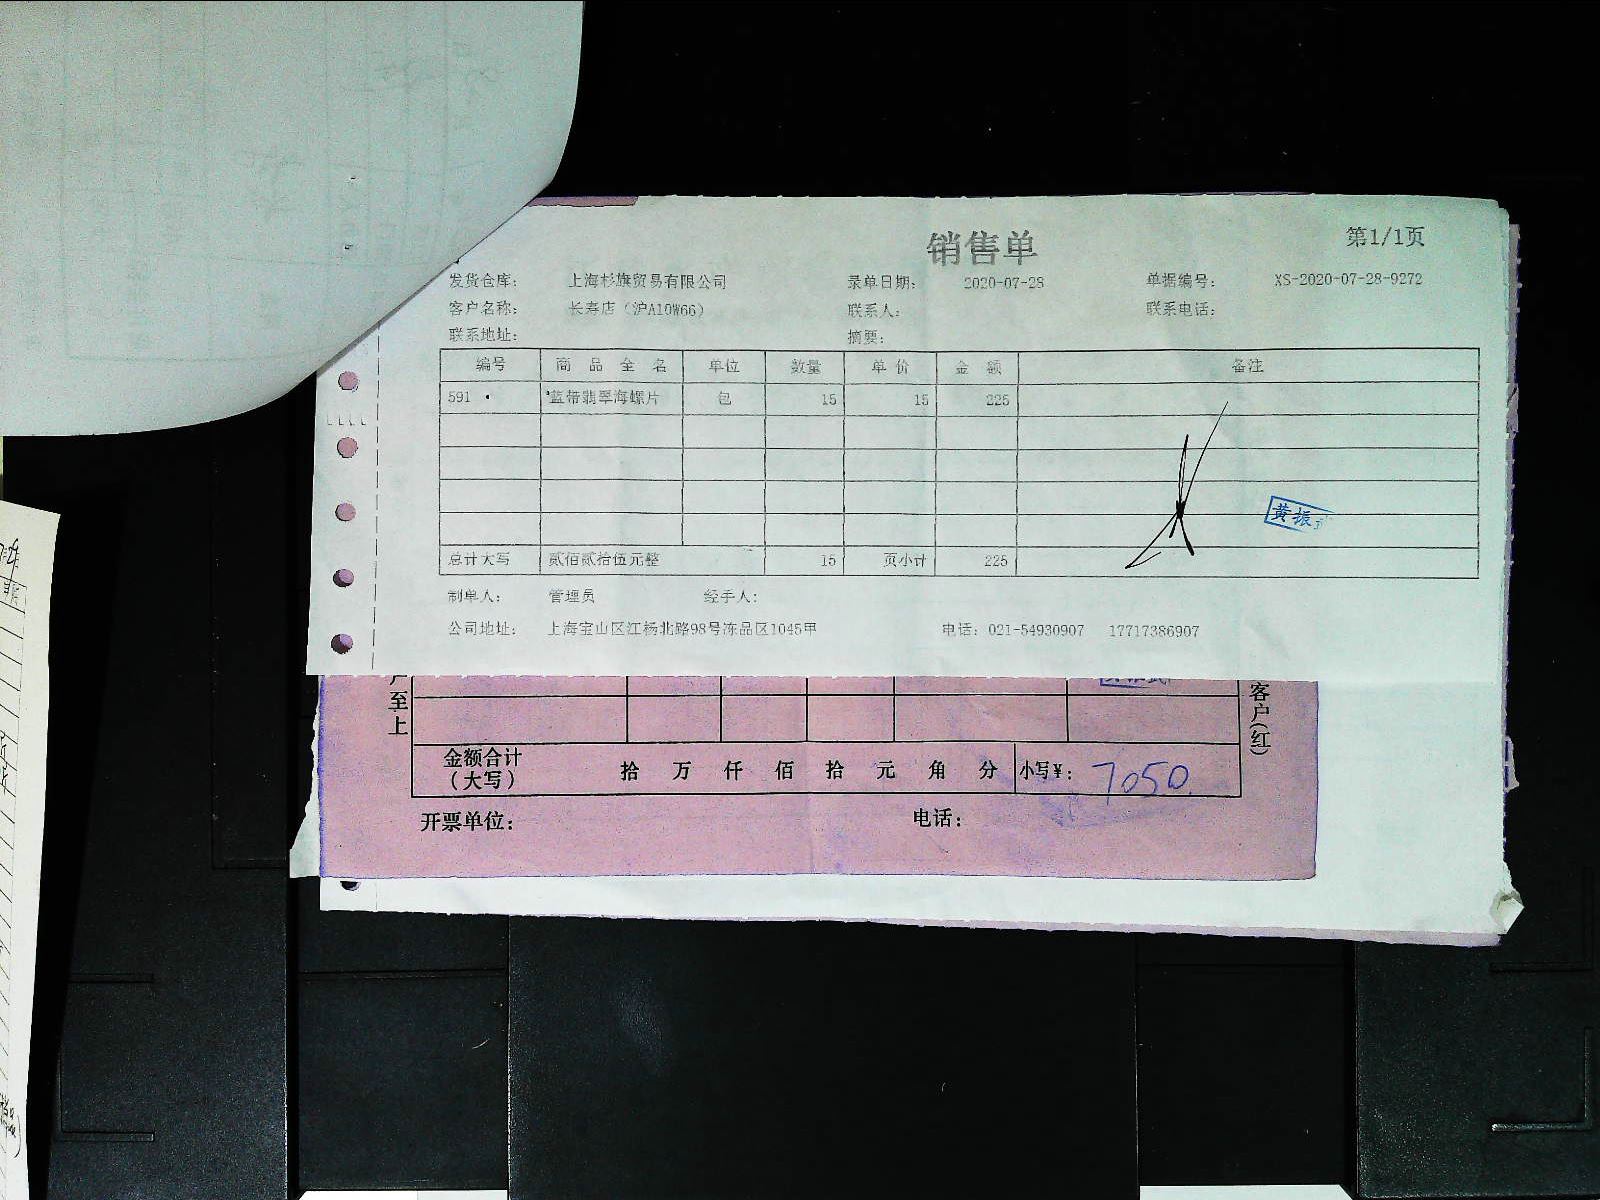 销售单
第1/1页
发货仓库： 上海杉旗贸易有限公司 录单日期： 2020-07-28 单据编号： XS-2020-07-28-9272
客户名称： 长寿店（沪A10W66） 联系人： 联系电话：
联系地址： 摘要：
编号 商品全名 单位 数量 单价 金额 备注
591 蓝带翡翠海螺片 包 15 15 225
黄振
总计大写 贰佰贰拾伍元整 15 页小计 225
制单人： 管理员 经手人：
公司地址： 上海宝山区江杨北路98号冻品区1045甲 电话：021-54930907 17717386907
至上
客户(红)
金额合计 拾 万 仟 佰 拾 元 角 分 小写¥： 7050
（大写）
开票单位： 电话：